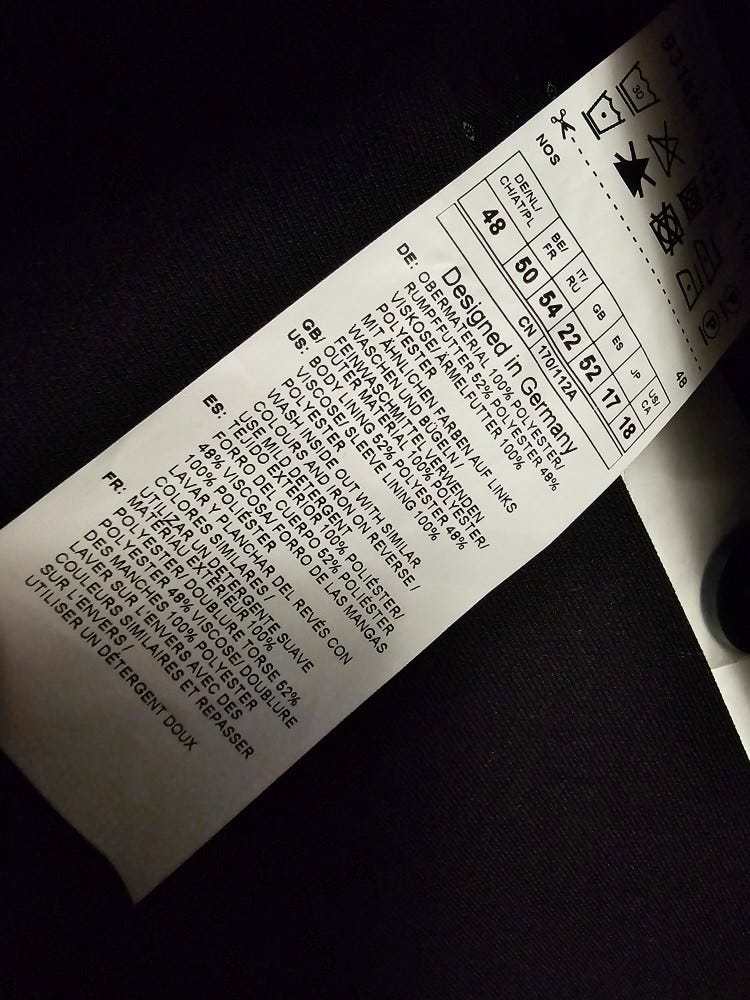 30
NOS
48
DE/NL/
CH/AT/PL
BE/
FR
IT/
RU
GB
ES
JP
US/
CA
48
50
54
22
52
17
18
CN
170/112A
Designed in Germany
DE: OBERMATERIAL 100% POLYESTER/
RUMPFFUTTER 52% POLYESTER 48%
VISKOSE/ ÄRMELFUTTER 100%
POLYESTER
MIT ÄHNLICHEN FARBEN AUF LINKS
WASCHEN UND BÜGELN /
FEINWASCHMITTEL VERWENDEN
GB/
US: OUTER MATERIAL 100% POLYESTER/
BODY LINING 52% POLYESTER 48%
VISCOSE/ SLEEVE LINING 100%
POLYESTER
WASH INSIDE OUT WITH SIMILAR
COLOURS AND IRON ON REVERSE /
USE MILD DETERGENT
ES: TEJIDO EXTERIOR 100% POLIÉSTER/
FORRO DEL CUERPO 52% POLIÉSTER
48% VISCOSA/ FORRO DE LAS MANGAS
100% POLIÉSTER
LAVAR Y PLANCHAR DEL REVÉS CON
COLORES SIMILARES /
UTILIZAR UN DETERGENTE SUAVE
FR: MATÉRIAU EXTÉRIEUR 100%
POLYESTER/ DOUBLURE TORSE 52%
POLYESTER 48% VISCOSE/ DOUBLURE
DES MANCHES 100% POLYESTER
LAVER SUR L'ENVERS AVEC DES
COULEURS SIMILAIRES ET REPASSER
SUR L'ENVERS /
UTILISER UN DÉTERGENT DOUX